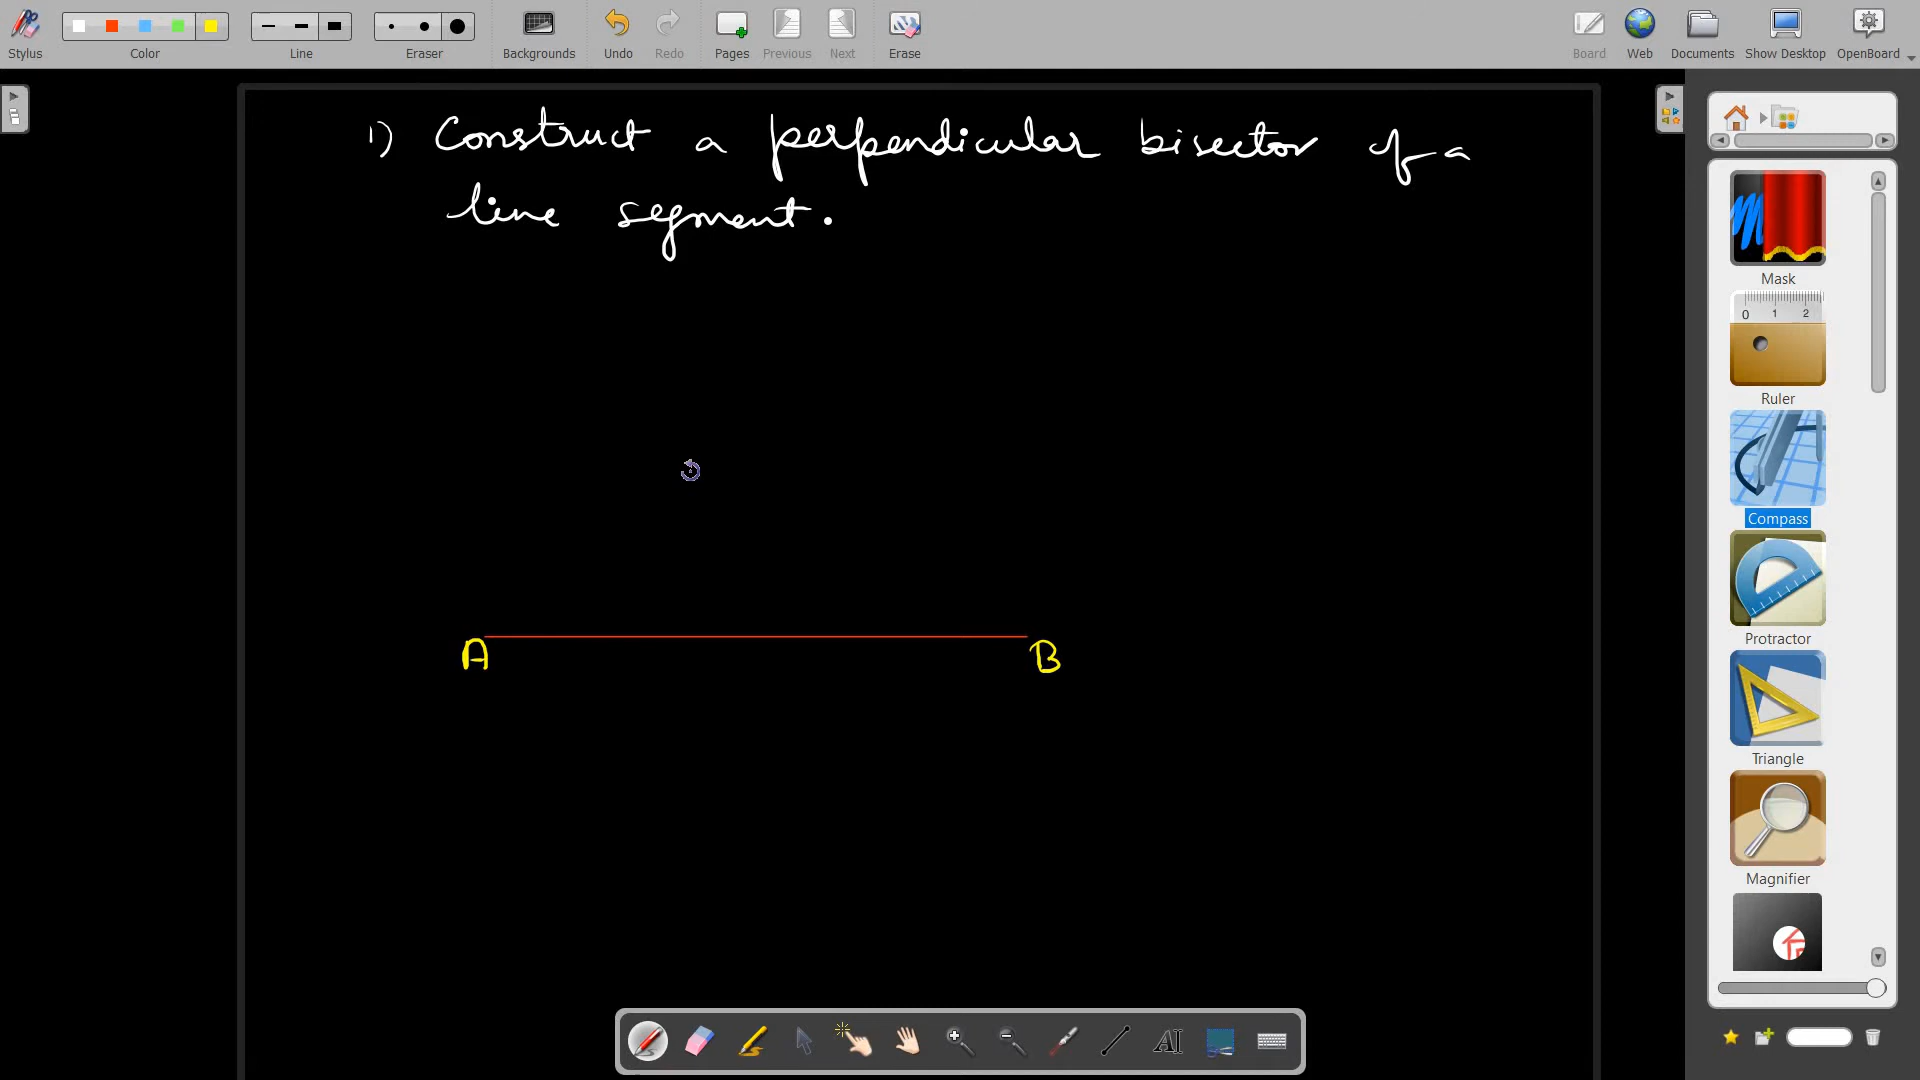 Stylus
Color
Line
Eraser
Backgrounds
Undo
Redo
Pages
Previous
Next
Erase
Board
Web
Documents
Show Desktop
OpenBoard
1) Construct a perpendicular bisector of a
line segment.
A
B
Mask
0 1 2
Ruler
Compass
Protractor
Triangle
Magnifier
AI